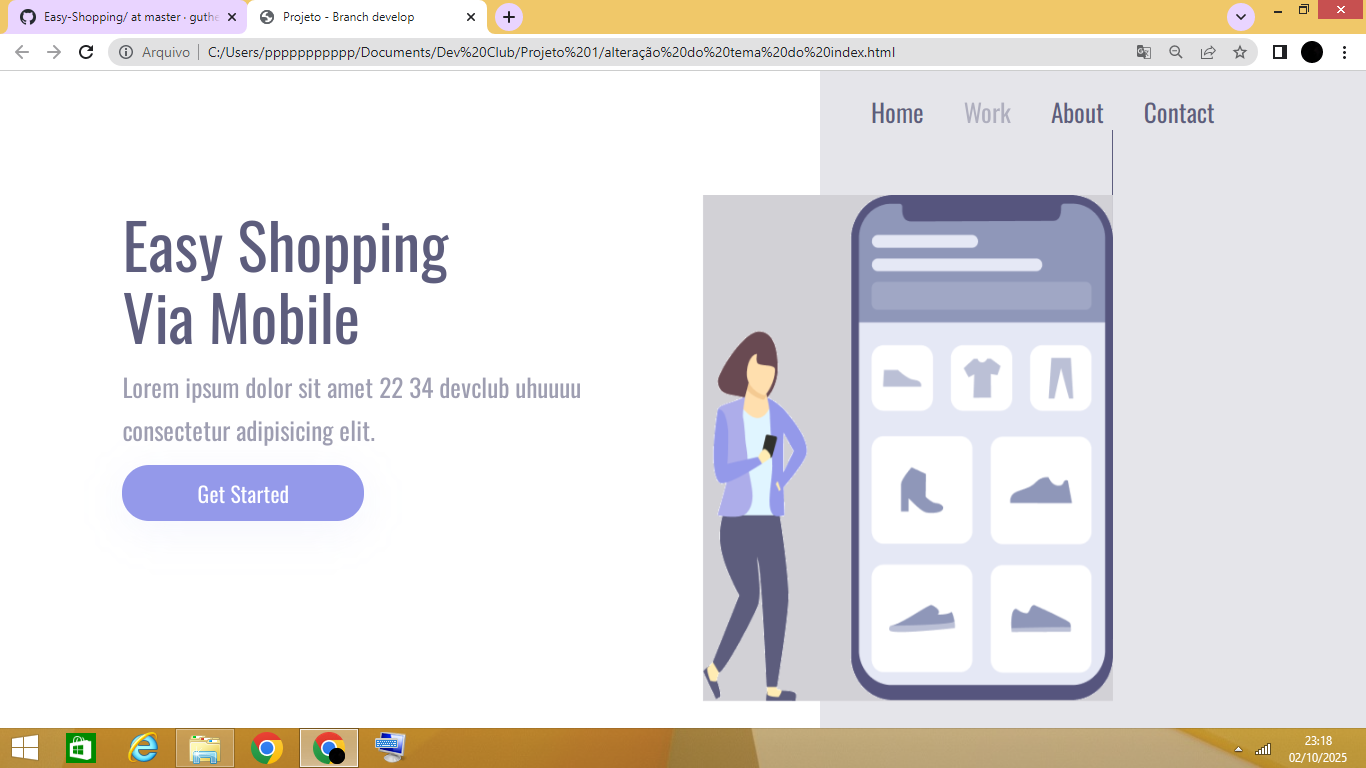 Easy-Shopping/ at master · guthe
Projeto - Branch develop
Arquivo
C:/Users/pppppppppppp/Documents/Dev%20Club/Projeto%201/alteração%20do%20tema%20do%20index.html
Home Work About Contact
Easy Shopping
Via Mobile
Lorem ipsum dolor sit amet 22 34 devclub uhuuuu
consectetur adipisicing elit.
Get Started
23:18
02/10/2025